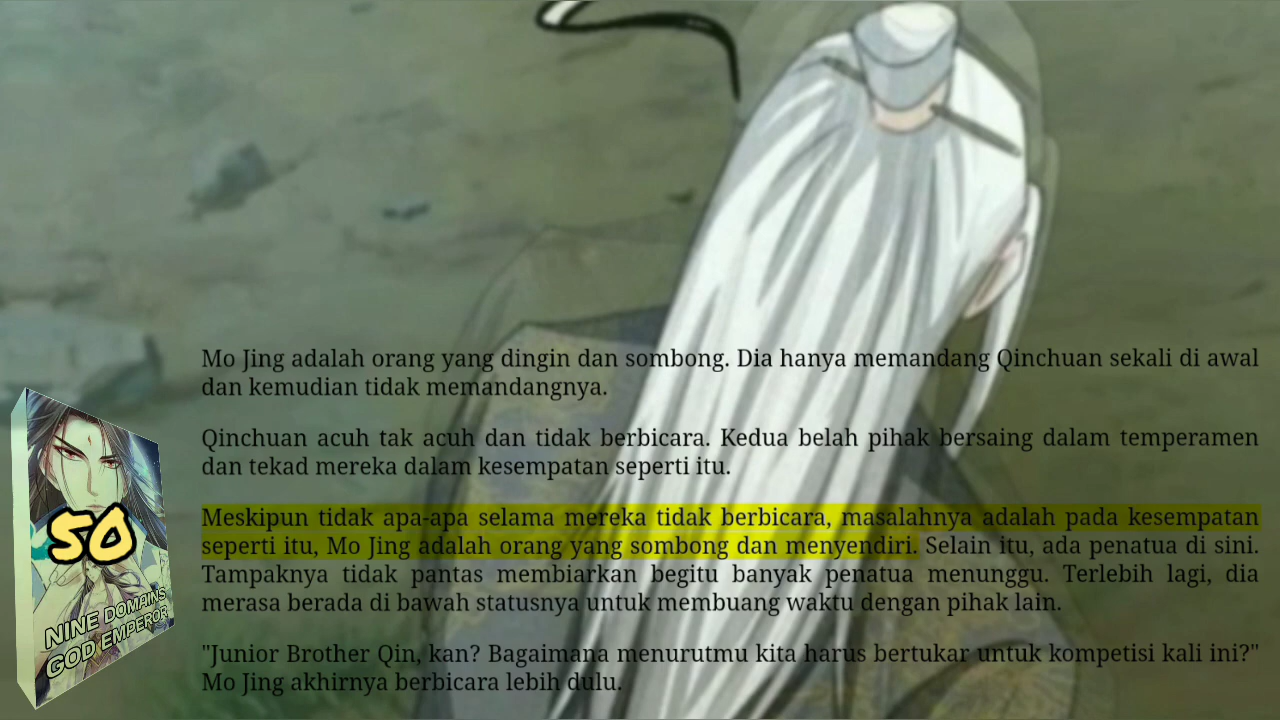 Mo Jing adalah orang yang dingin dan sombong. Dia hanya memandang Qinchuan sekali di awal
dan kemudian tidak memandangnya.
Qinchuan acuh tak acuh dan tidak berbicara. Kedua belah pihak bersaing dalam temperamen
dan tekad mereka dalam kesempatan seperti itu.
Meskipun tidak apa-apa selama mereka tidak berbicara, masalahnya adalah pada kesempatan
seperti itu, Mo Jing adalah orang yang sombong dan menyendiri. Selain itu, ada penatua di sini.
Tampaknya tidak pantas membiarkan begitu banyak penatua menunggu. Terlebih lagi, dia
merasa berada di bawah statusnya untuk membuang waktu dengan pihak lain.
"Junior Brother Qin, kan? Bagaimana menurutmu kita harus bertukar untuk kompetisi kali ini?"
Mo Jing akhirnya berbicara lebih dulu.
50
NINE DOMAINS
GOD EMPEROR